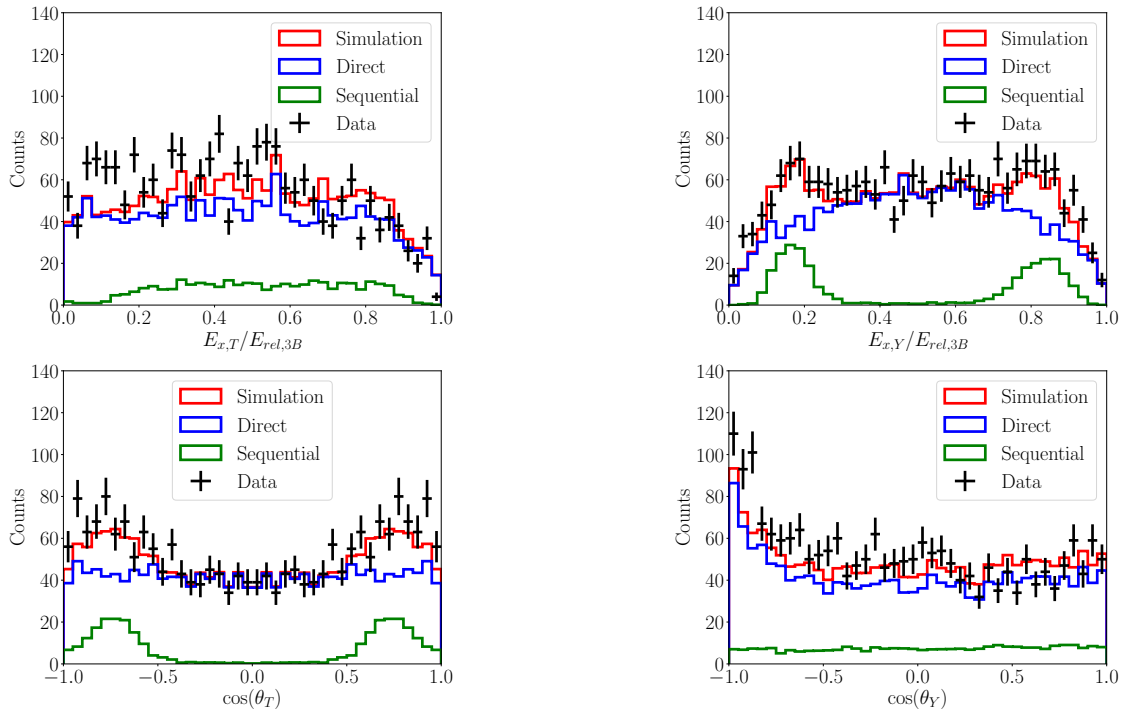 140
120
100
80
60
40
20
0
Counts
Simulation
Direct
Sequential
Data
0.0 0.2 0.4 0.6 0.8 1.0
E_{x,T}/E_{rel,3B}
140
120
100
80
60
40
20
0
Counts
Simulation
Direct
Sequential
Data
0.0 0.2 0.4 0.6 0.8 1.0
E_{x,Y}/E_{rel,3B}
140
120
100
80
60
40
20
0
Counts
Simulation
Direct
Sequential
Data
−1.0 −0.5 0.0 0.5 1.0
cos(θ_T)
140
120
100
80
60
40
20
0
Counts
Simulation
Direct
Sequential
Data
−1.0 −0.5 0.0 0.5 1.0
cos(θ_Y)